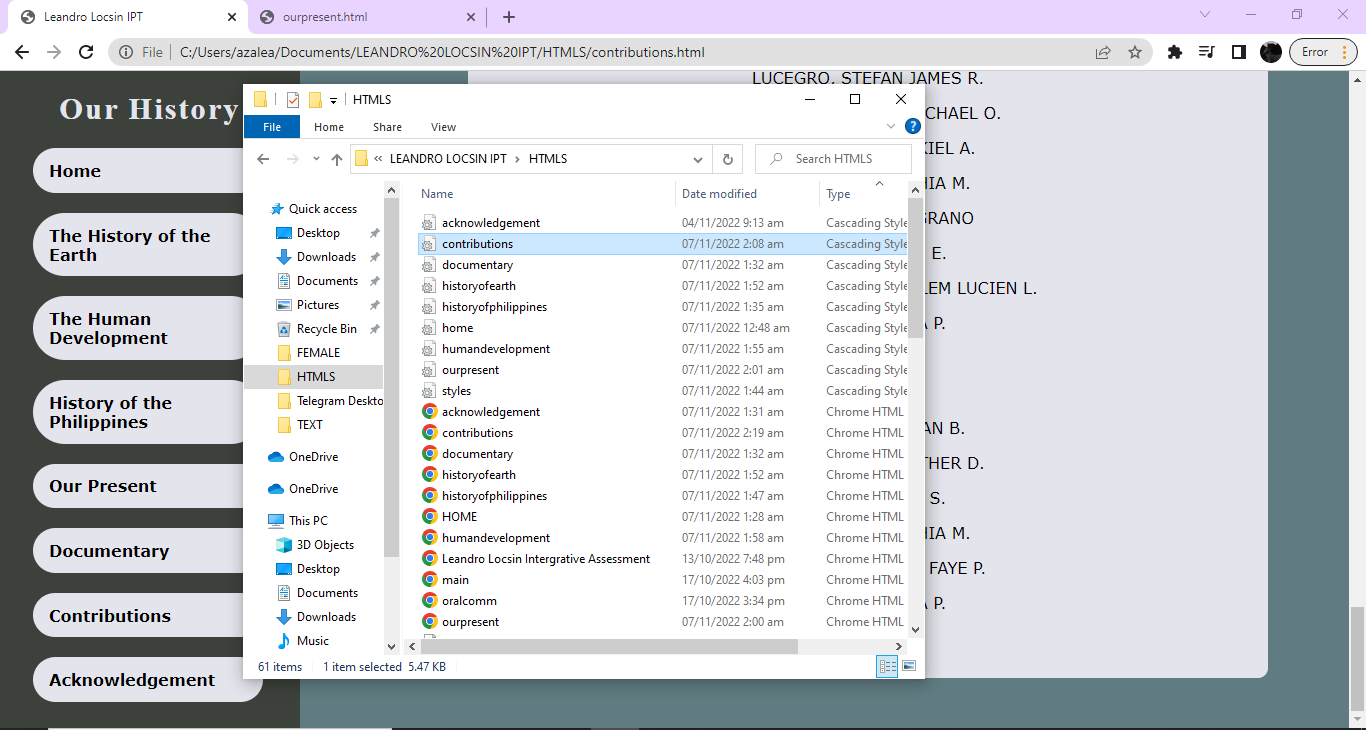 Leandro Locsin IPT
ourpresent.html
File
C:/Users/azalea/Documents/LEANDRO%20LOCSIN%20IPT/HTMLS/contributions.html
Error
Our History
Home
The History of the
Earth
The Human
Development
History of the
Philippines
Our Present
Documentary
Contributions
Acknowledgement
HTMLS
File Home Share View
« LEANDRO LOCSIN IPT › HTMLS
Search HTMLS
Quick access
Desktop
Downloads
Documents
Pictures
Recycle Bin
FEMALE
HTMLS
Telegram Deskto
TEXT
OneDrive
OneDrive
This PC
3D Objects
Desktop
Documents
Downloads
Music
Name Date modified Type
acknowledgement 04/11/2022 9:13 am Cascading Style
contributions 07/11/2022 2:08 am Cascading Style
documentary 07/11/2022 1:32 am Cascading Style
historyofearth 07/11/2022 1:52 am Cascading Style
historyofphilippines 07/11/2022 1:35 am Cascading Style
home 07/11/2022 12:48 am Cascading Style
humandevelopment 07/11/2022 1:55 am Cascading Style
ourpresent 07/11/2022 2:01 am Cascading Style
styles 07/11/2022 1:44 am Cascading Style
acknowledgement 07/11/2022 1:31 am Chrome HTML
contributions 07/11/2022 2:19 am Chrome HTML
documentary 07/11/2022 1:32 am Chrome HTML
historyofearth 07/11/2022 1:52 am Chrome HTML
historyofphilippines 07/11/2022 1:47 am Chrome HTML
HOME 07/11/2022 1:28 am Chrome HTML
humandevelopment 07/11/2022 1:58 am Chrome HTML
Leandro Locsin Intergrative Assessment 13/10/2022 7:48 pm Chrome HTML
main 17/10/2022 4:03 pm Chrome HTML
oralcomm 17/10/2022 3:34 pm Chrome HTML
ourpresent 07/11/2022 2:00 am Chrome HTML
61 items 1 item selected 5.47 KB
LUCEGRO, STEFAN JAMES R.
CHAEL O.
KIEL A.
HIA M.
GRANO
E.
LEM LUCIEN L.
P.
AN B.
THER D.
S.
HIA M.
FAYE P.
P.